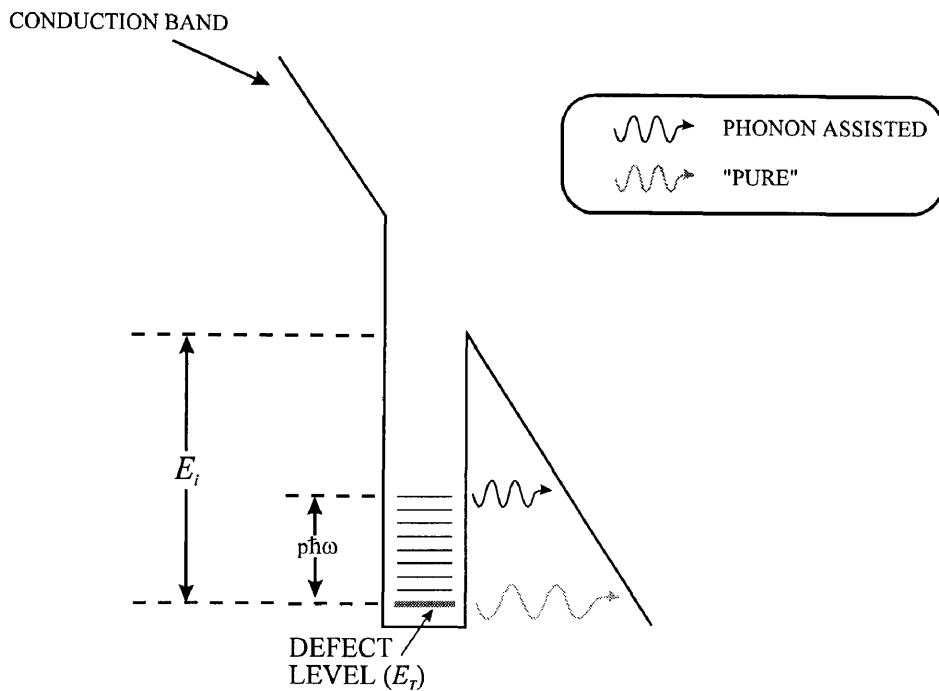 CONDUCTION BAND
PHONON ASSISTED
"PURE"
E_i
pħω
DEFECT
LEVEL (E_T)